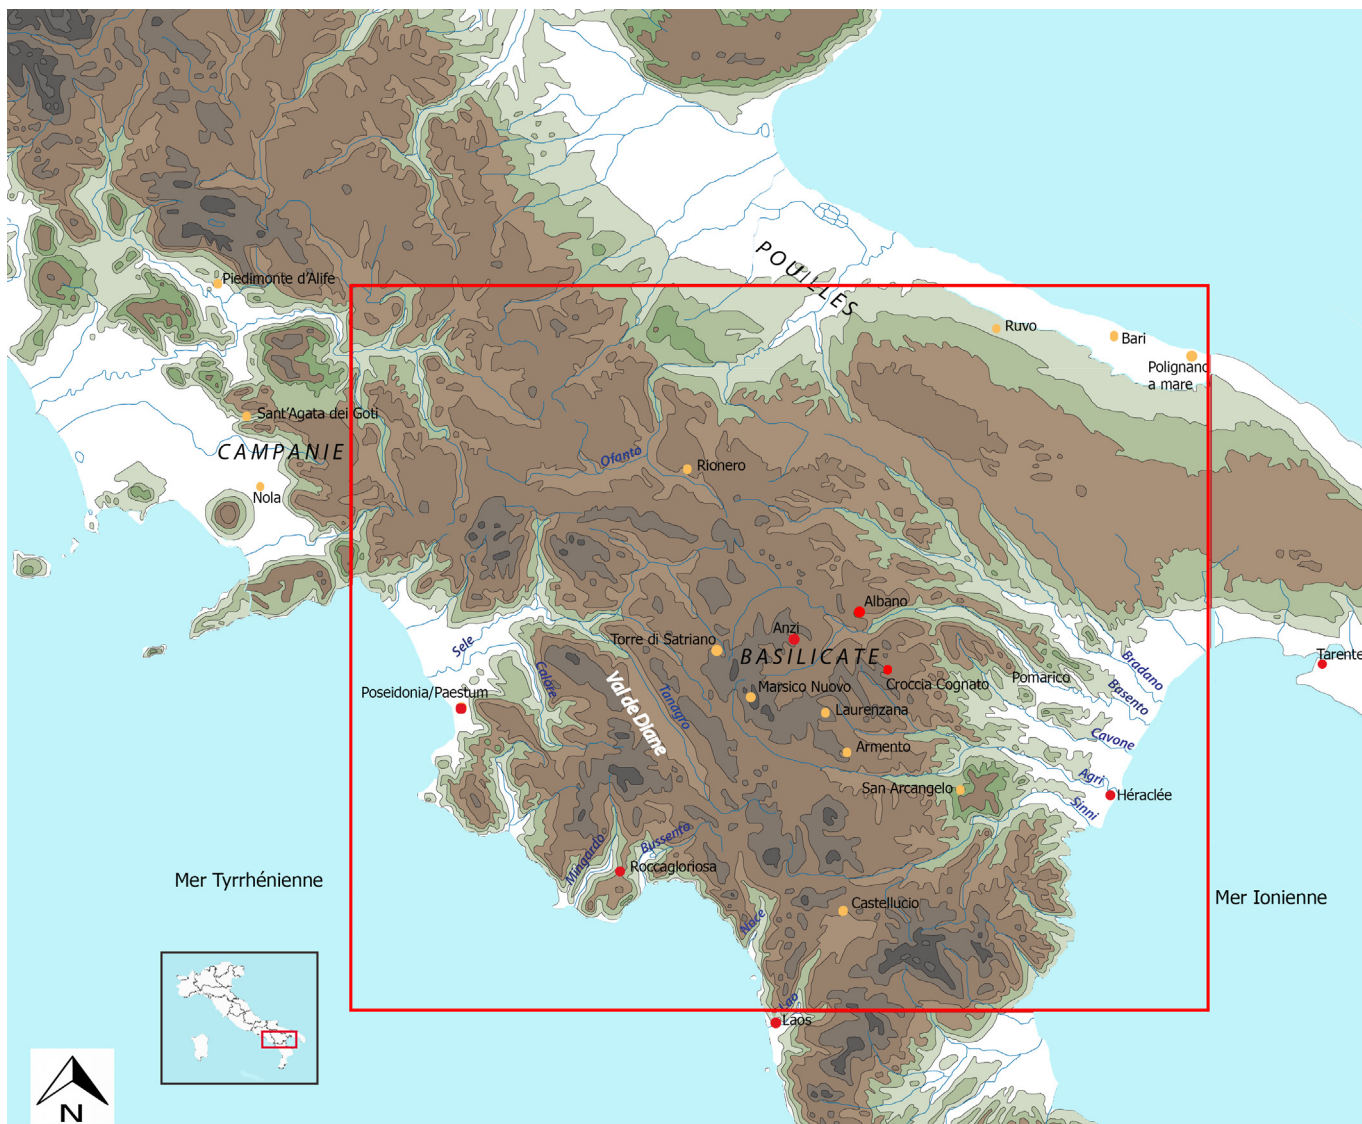 POUILLES
Piedimonte d'Alife
Ruvo
Bari
Polignano
a mare
Sant'Agata dei Goti
CAMPANIE
Ofanto
Rionero
Nola
Albano
Anzi
Torre di Satriano
BASILICATE
Sele
Calore
Val de Diane
Tanagro
Marsico Nuovo
Croccia Cognato
Pomarico
Bradano
Basento
Tarente
Poseidonia/Paestum
Laurenzana
Cavone
Armento
Agri
San Arcangelo
Héraclée
Sinni
Mingardo
Bussento
Roccagloriosa
Mer Tyrrhénienne
Mer Ionienne
Castellucio
Noce
Lao
Laos
N